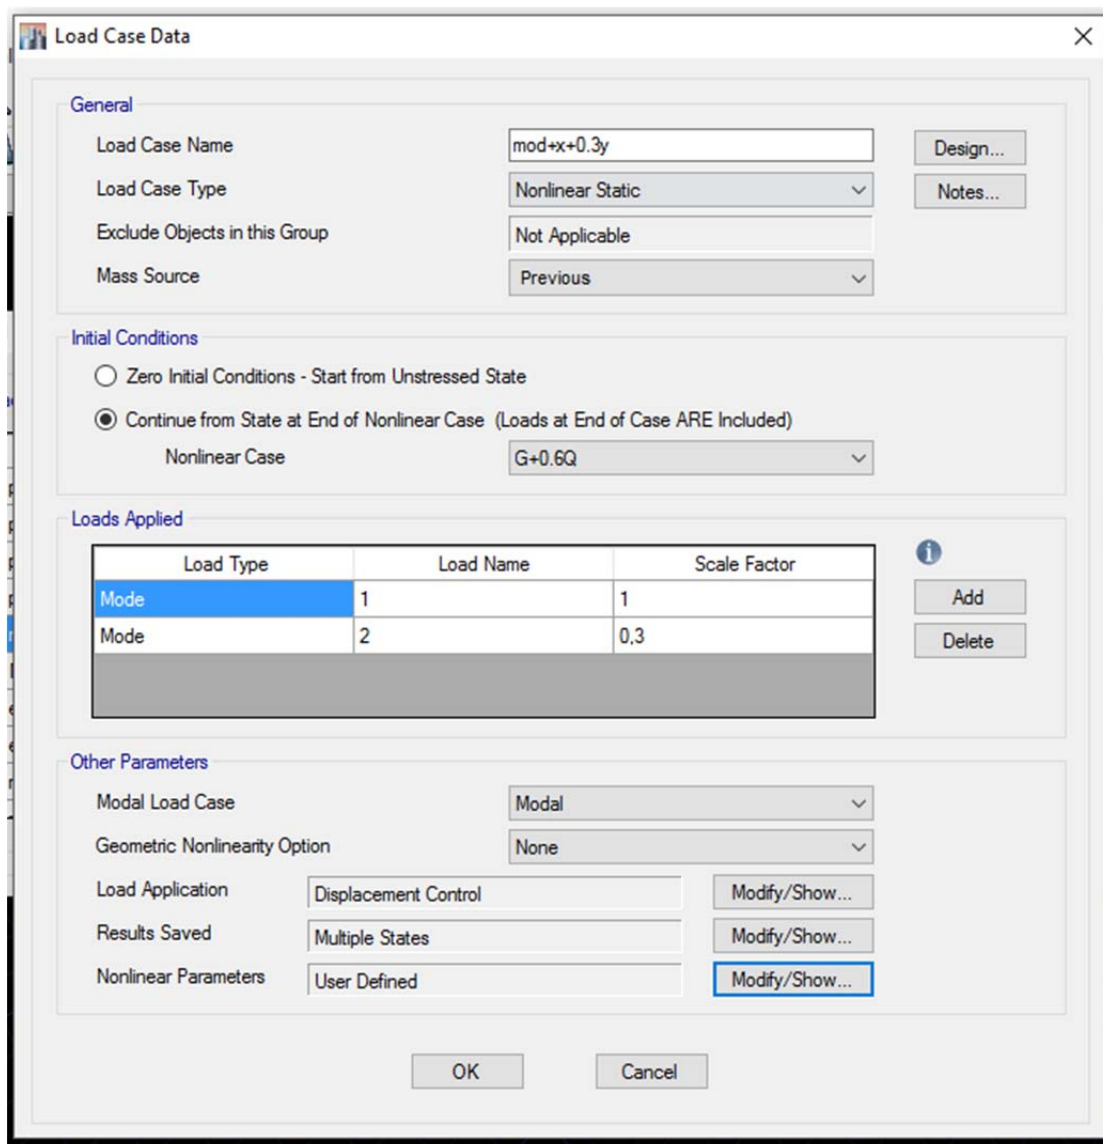 Load Case Data
General
Load Case Name mod+x+0.3y Design...
Load Case Type Nonlinear Static Notes...
Exclude Objects in this Group Not Applicable
Mass Source Previous
Initial Conditions
Zero Initial Conditions - Start from Unstressed State
Continue from State at End of Nonlinear Case (Loads at End of Case ARE Included)
Nonlinear Case G+0.6Q
Loads Applied
Load Type Load Name Scale Factor
Mode 1 1 Add
Mode 2 0,3 Delete
Other Parameters
Modal Load Case Modal
Geometric Nonlinearity Option None
Load Application Displacement Control Modify/Show...
Results Saved Multiple States Modify/Show...
Nonlinear Parameters User Defined Modify/Show...
OK Cancel